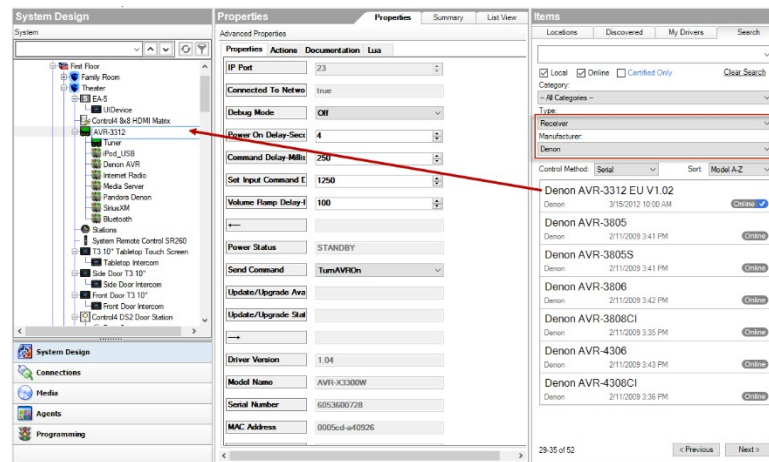 System Design
System
First Floor
Family Room
Theater
EA-5
UIDevice
Control4 8x8 HDMI Matrix
AVR-3312
Tuner
iPod_USB
Denon AVR
Internet Radio
Media Server
Pandora Denon
SiriusXM
Bluetooth
Stations
System Remote Control SR260
T3 10" Tabletop Touch Screen
Tabletop Intercom
Side Door T3 10"
Side Door Intercom
Front Door T3 10"
Front Door Intercom
Control4 DS2 Door Station
System Design
Connections
Media
Agents
Programming
Properties
Properties Summary List View
Advanced Properties
Properties Actions Documentation Lua
IP Port 23
Connected To Netwo true
Debug Mode Off
Power On Delay-Seco 4
Command Delay-Millis 250
Set Input Command D 1250
Volume Ramp Delay-I 100
<---
Power Status STANDBY
Send Command TurnAVROn
Update/Upgrade Ava
Update/Upgrade Stat
--->
Driver Version 1.04
Model Name AVR-X3300W
Serial Number 6053600728
MAC Address 0005cd-a40926
Items
Locations Discovered My Drivers Search
Local Online Certified Only Clear Search
Category:
-- All Categories --
Type:
Receiver
Manufacturer:
Denon
Control Method: Serial Sort: Model A-Z
Denon AVR-3312 EU V1.02
Denon 3/15/2012 10:00 AM Online
Denon AVR-3805
Denon 2/11/2009 3:41 PM Online
Denon AVR-3805S
Denon 2/11/2009 3:41 PM Online
Denon AVR-3806
Denon 2/11/2009 3:42 PM Online
Denon AVR-3808CI
Denon 2/11/2009 3:35 PM Online
Denon AVR-4306
Denon 2/11/2009 3:43 PM Online
Denon AVR-4308CI
Denon 2/11/2009 3:36 PM Online
29-35 of 52 < Previous Next >